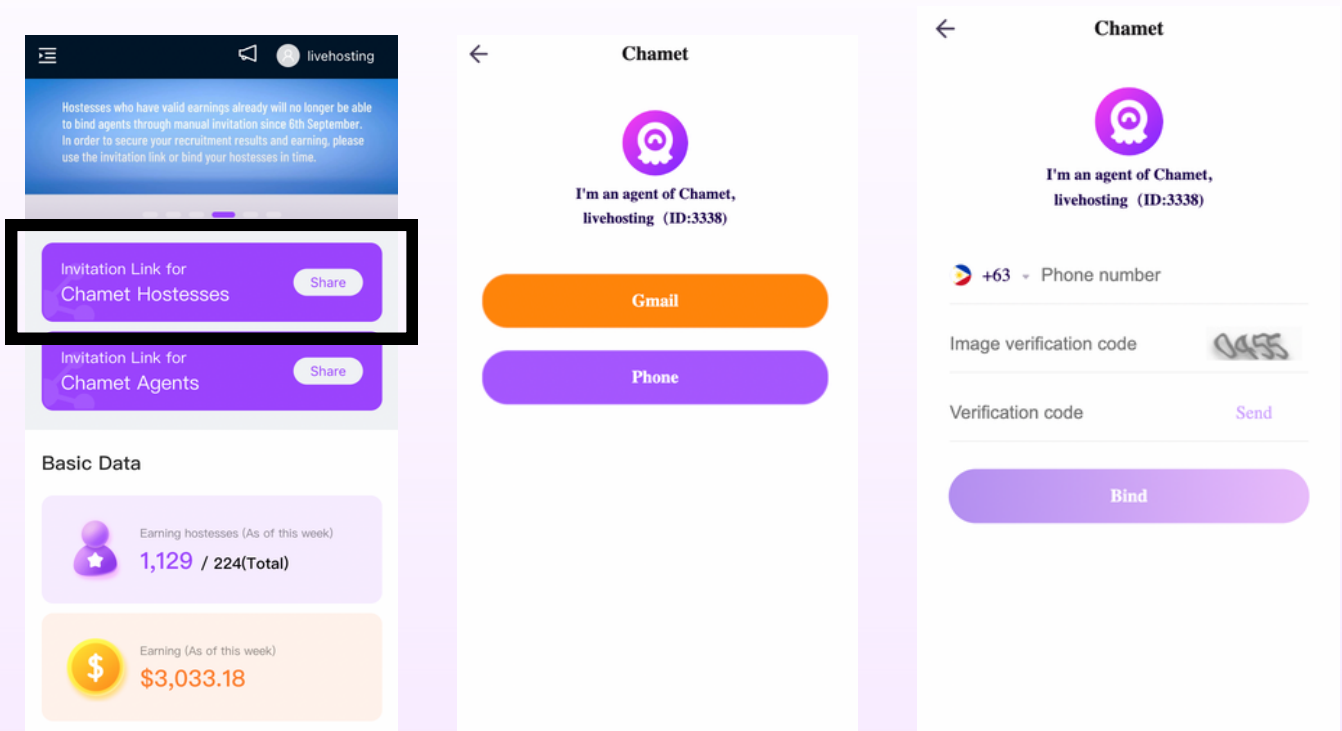 livehosting
Hostesses who have valid earnings already will no longer be able
to bind agents through manual invitation since 6th September.
In order to secure your recruitment results and earning, please
use the invitation link or bind your hostesses in time.
Invitation Link for
Chamet Hostesses
Share
Invitation Link for
Chamet Agents
Share
Basic Data
Earning hostesses (As of this week)
1,129 / 224(Total)
Earning (As of this week)
$3,033.18
Chamet
I'm an agent of Chamet,
livehosting (ID:3338)
Gmail
Phone
Chamet
I'm an agent of Chamet,
livehosting (ID:3338)
+63 Phone number
Image verification code 0455
Verification code Send
Bind